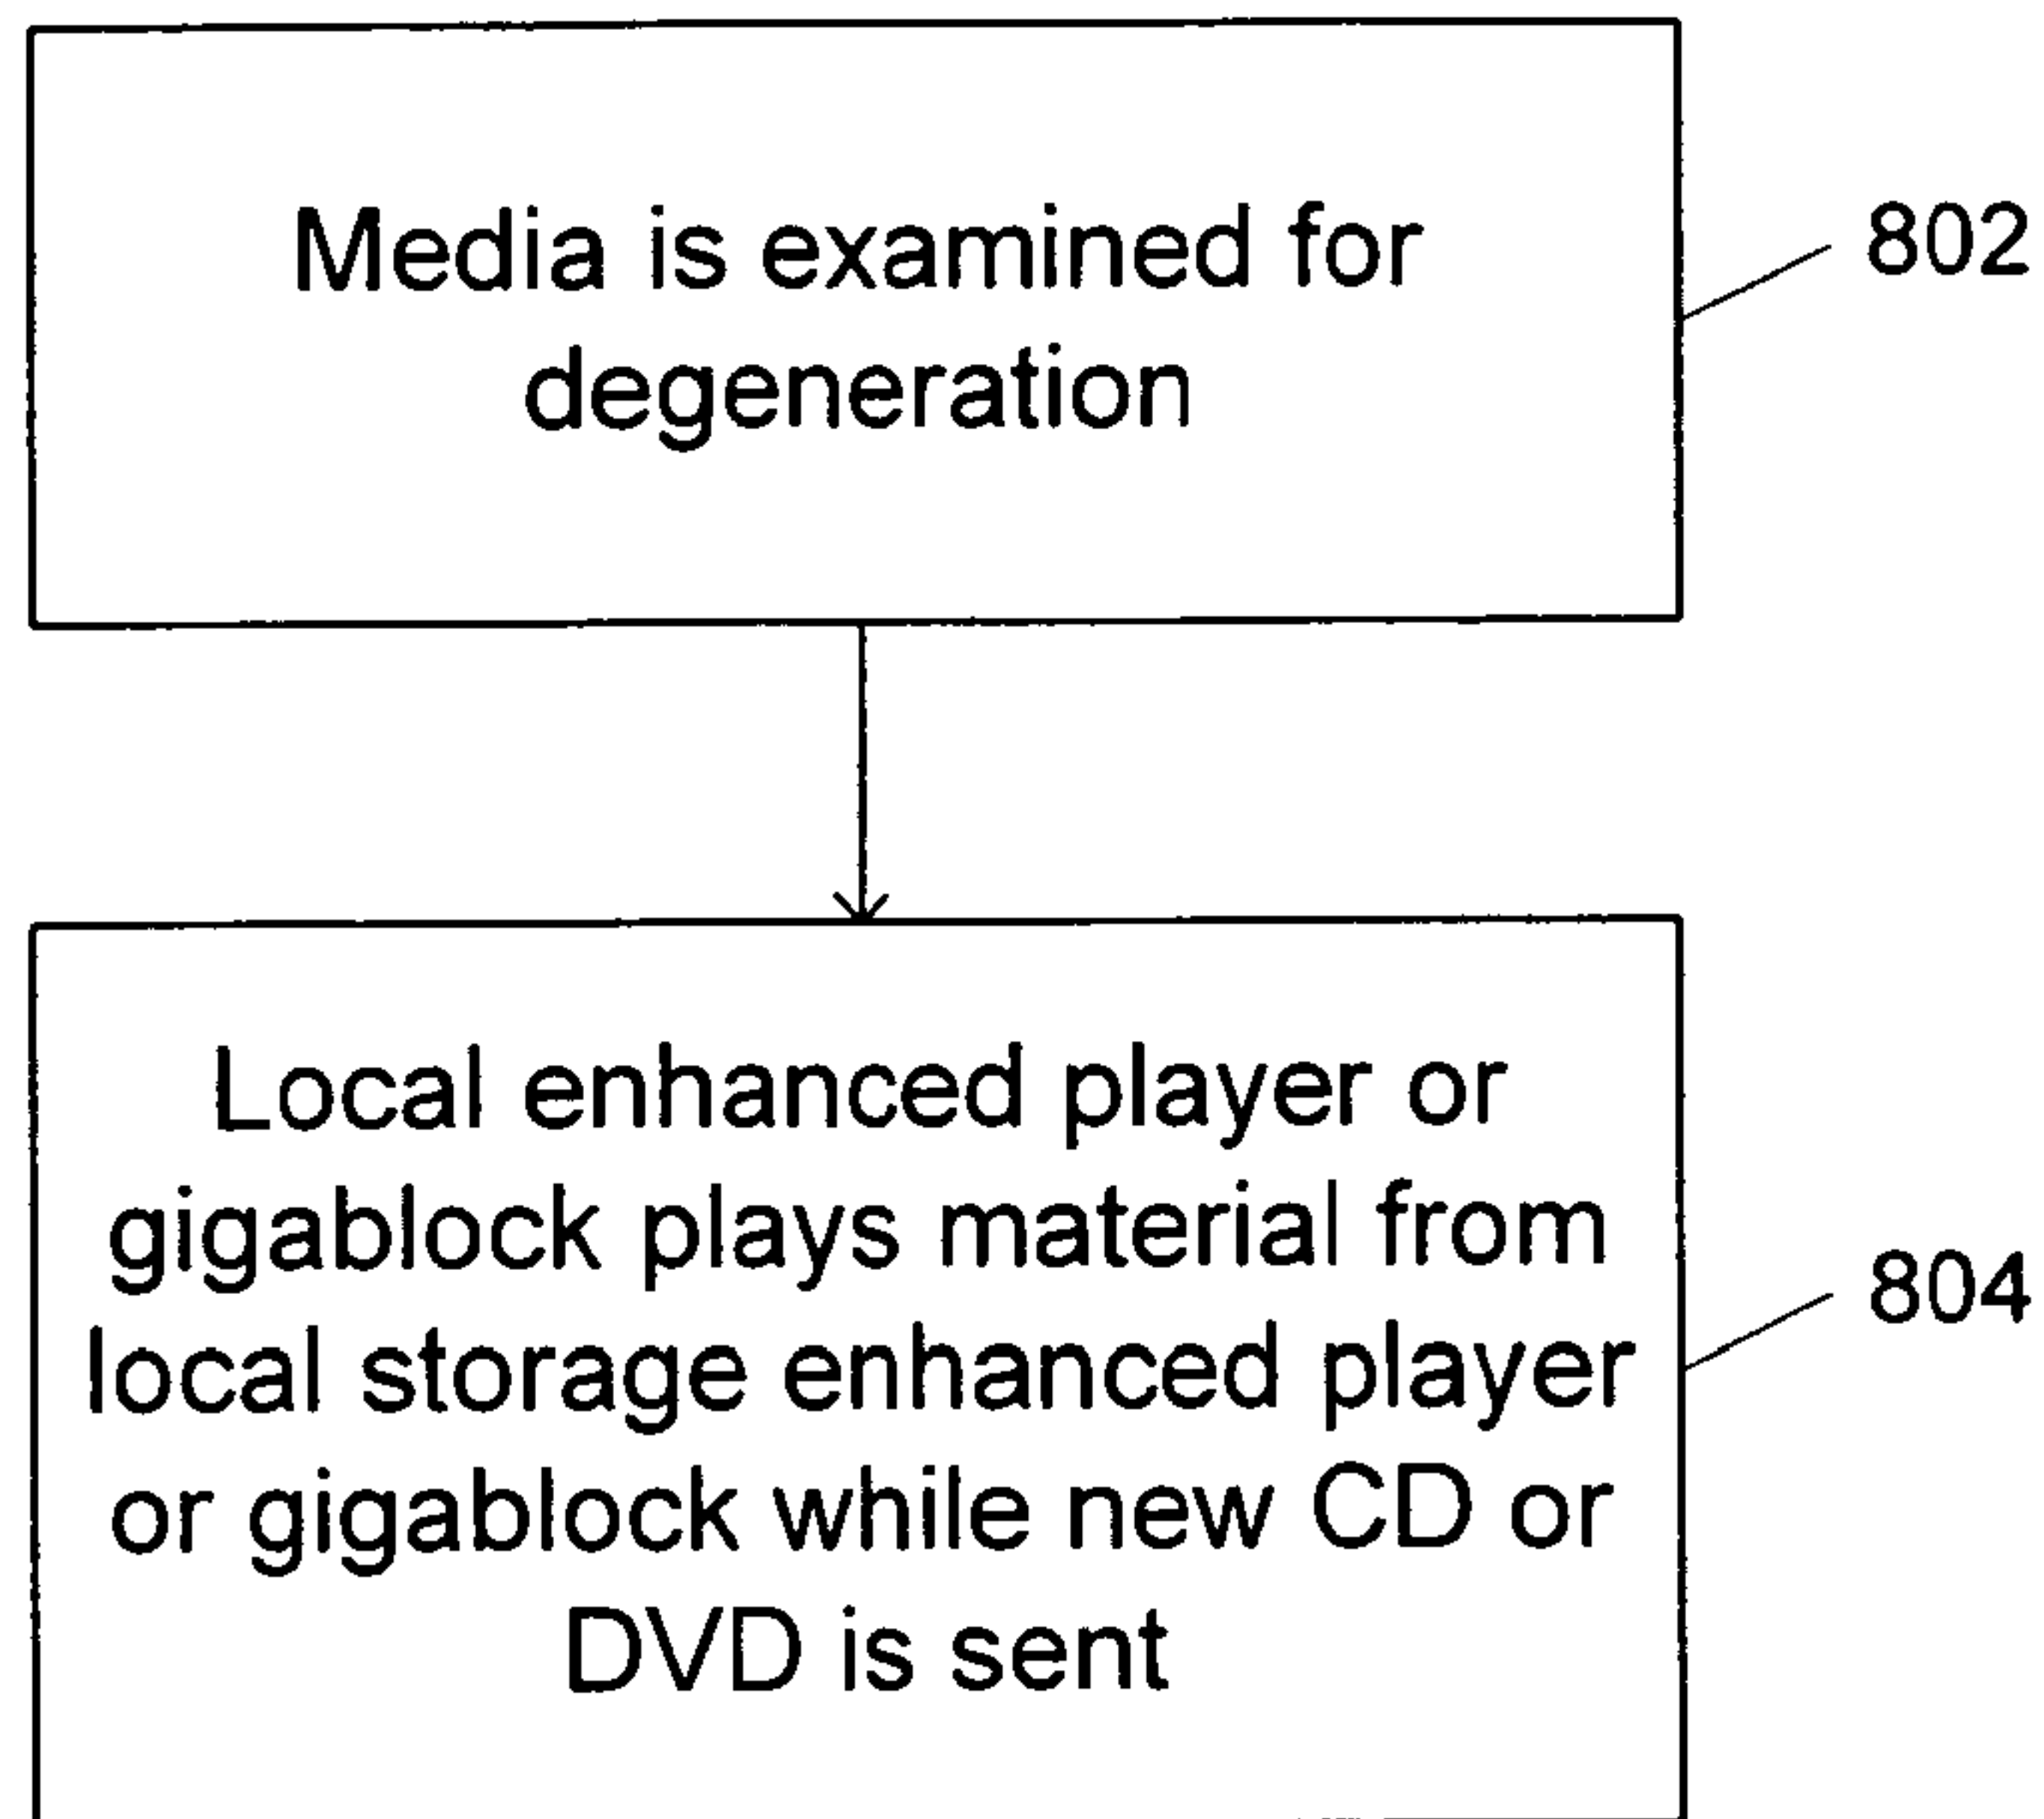 Media is examined for
degeneration
802
Local enhanced player or
gigablock plays material from
local storage enhanced player
or gigablock while new CD or
DVD is sent
804